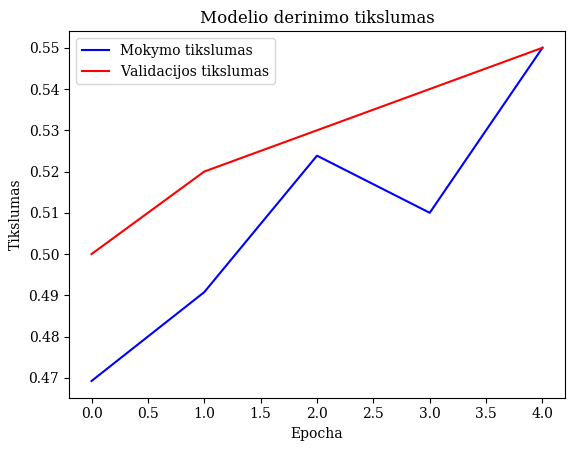 Modelio derinimo tikslumas
Mokymo tikslumas
Validacijos tikslumas
Tikslumas
0.55
0.54
0.53
0.52
0.51
0.50
0.49
0.48
0.47
0.0 0.5 1.0 1.5 2.0 2.5 3.0 3.5 4.0
Epocha